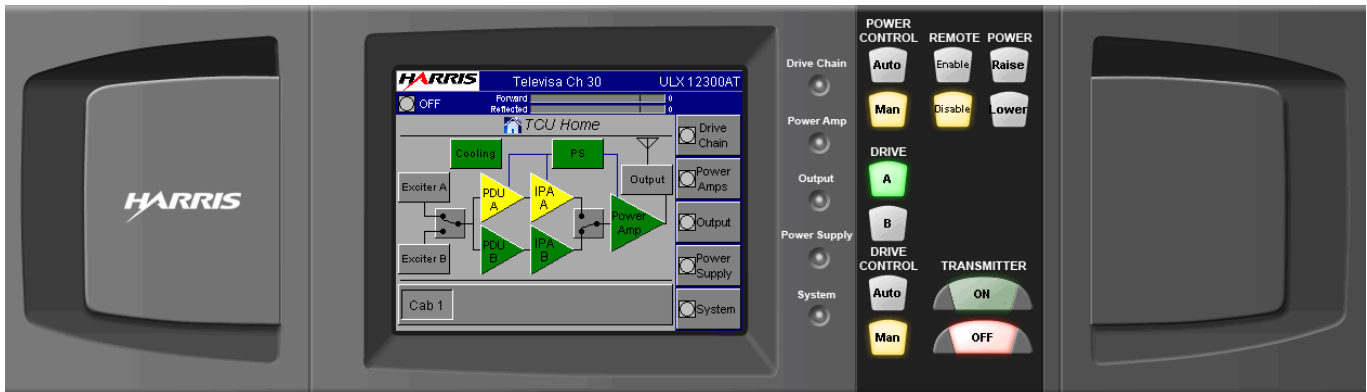 HARRIS
HARRIS
Televisa Ch 30
ULX12300AT
OFF
Forward
0
Reflected
0
TCU Home
Cooling
PS
Output
Exciter A
PDU
A
IPA
A
Power
Amp
PDU
B
IPA
B
Exciter B
Cab 1
Drive
Chain
Power
Amps
Output
Power
Supply
System
Drive Chain
Power Amp
Output
Power Supply
System
POWER
CONTROL
REMOTE
POWER
Auto
Enable
Raise
Man
Disable
Lower
DRIVE
A
B
DRIVE
CONTROL
TRANSMITTER
Auto
ON
Man
OFF